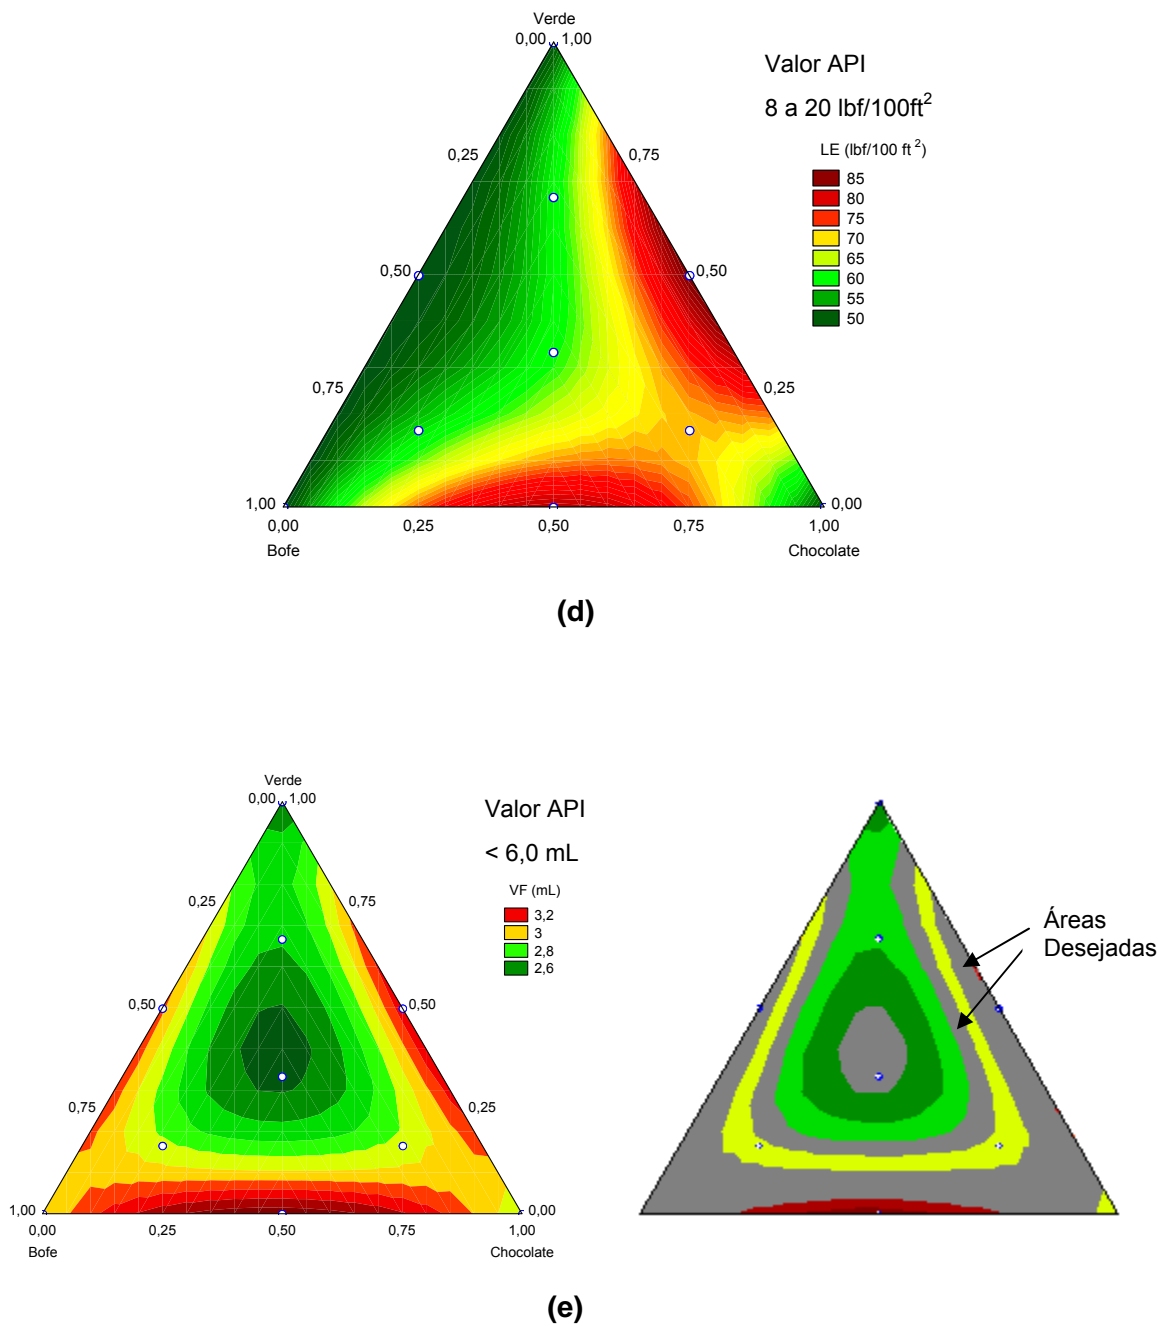 Verde
0,00 1,00
Valor API
8 a 20 lbf/100ft2
LE (lbf/100 ft 2)
85
80
75
70
65
60
55
50
0,25 0,75
0,50 0,50
0,75 0,25
1,00 0,00
0,00 0,25 0,50 0,75 1,00
Bofe Chocolate
(d)
Verde
0,00 1,00
Valor API
< 6,0 mL
VF (mL)
3,2
3
2,8
2,6
0,25 0,75
0,50 0,50
0,75 0,25
1,00 0,00
0,00 0,25 0,50 0,75 1,00
Bofe Chocolate
Áreas
Desejadas
(e)